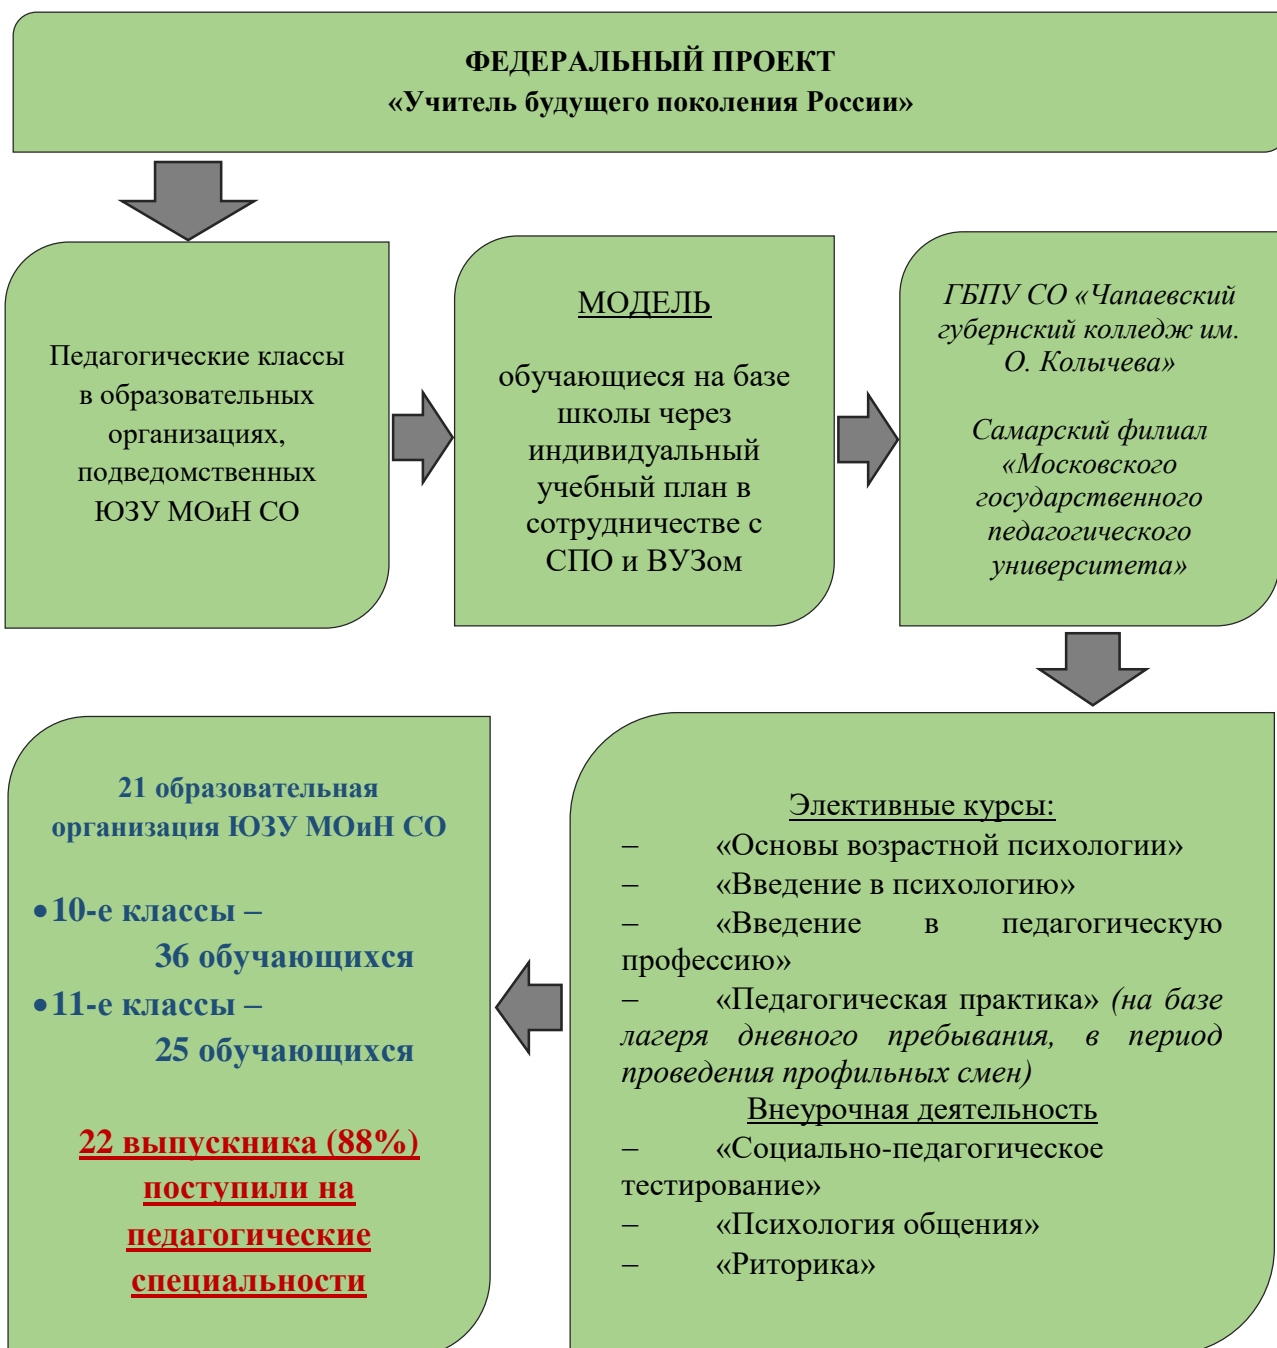 ФЕДЕРАЛЬНЫЙ ПРОЕКТ
«Учитель будущего поколения России»
Педагогические классы
в образовательных
организациях,
подведомственных
ЮЗУ МОиН СО
МОДЕЛЬ
обучающиеся на базе
школы через
индивидуальный
учебный план в
сотрудничестве с
СПО и ВУЗом
ГБПУ СО «Чапаевский
губернский колледж им.
О. Колычева»
Самарский филиал
«Московского
государственного
педагогического
университета»
Элективные курсы:
– «Основы возрастной психологии»
– «Введение в психологию»
– «Введение в педагогическую
профессию»
– «Педагогическая практика» (на базе
лагеря дневного пребывания, в период
проведения профильных смен)
Внеурочная деятельность
– «Социально-педагогическое
тестирование»
– «Психология общения»
– «Риторика»
21 образовательная
организация ЮЗУ МОиН СО
•10-е классы –
36 обучающихся
•11-е классы –
25 обучающихся
22 выпускника (88%)
поступили на
педагогические
специальности